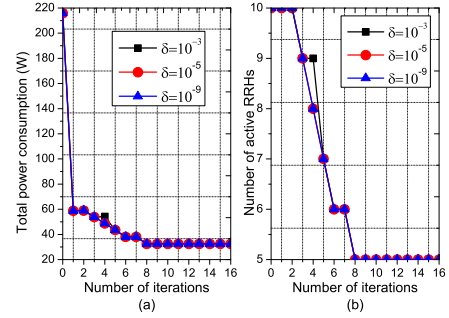 Total power consumption (W)
220
200
180
160
140
120
100
80
60
40
20
0 2 4 6 8 10 12 14 16
δ=10⁻³
δ=10⁻⁵
δ=10⁻⁹
Number of iterations
(a)
Number of active RRHs
10
9
8
7
6
5
0 2 4 6 8 10 12 14 16
δ=10⁻³
δ=10⁻⁵
δ=10⁻⁹
Number of iterations
(b)